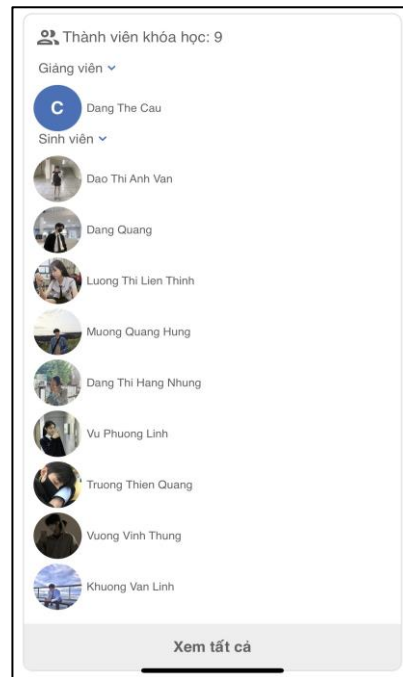 Thành viên khóa học: 9
Giảng viên
C
Dang The Cau
Sinh viên
Dao Thi Anh Van
Dang Quang
Luong Thi Lien Thinh
Muong Quang Hung
Dang Thi Hang Nhung
Vu Phuong Linh
Truong Thien Quang
Vuong Vinh Thung
Khuong Van Linh
Xem tất cả